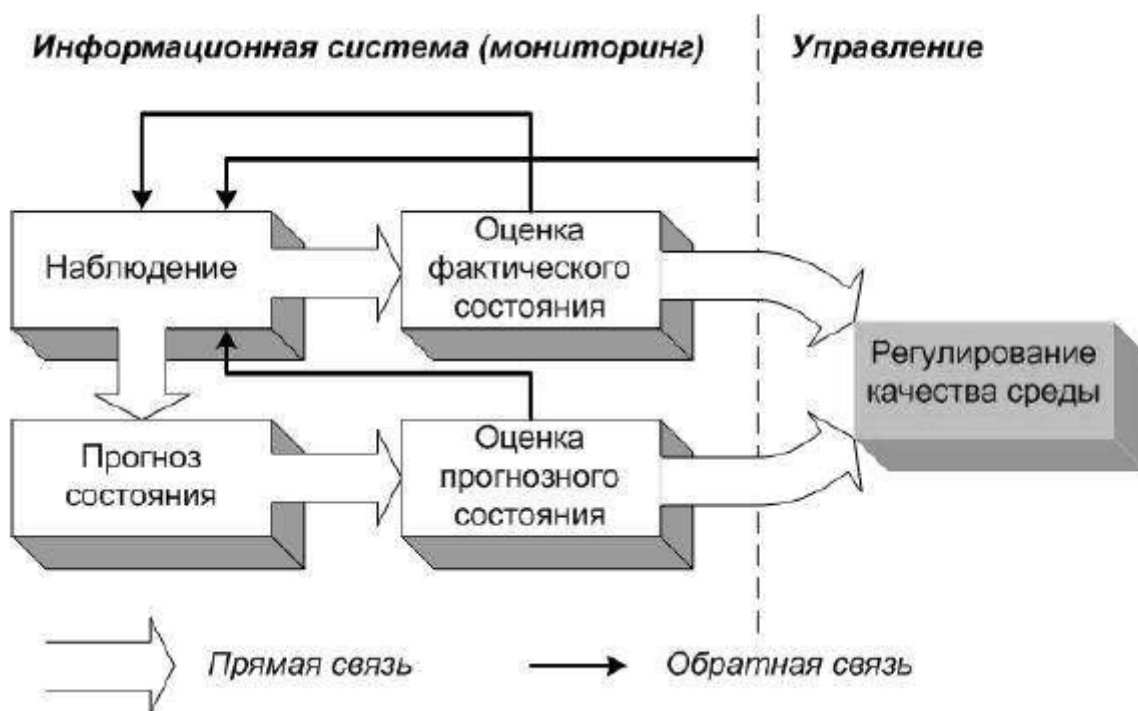 Информационная система (мониторинг)
Управление
Наблюдение
Оценка
фактического
состояния
Регулирование
качества среды
Прогноз
состояния
Оценка
прогнозного
состояния
Прямая связь
Обратная связь